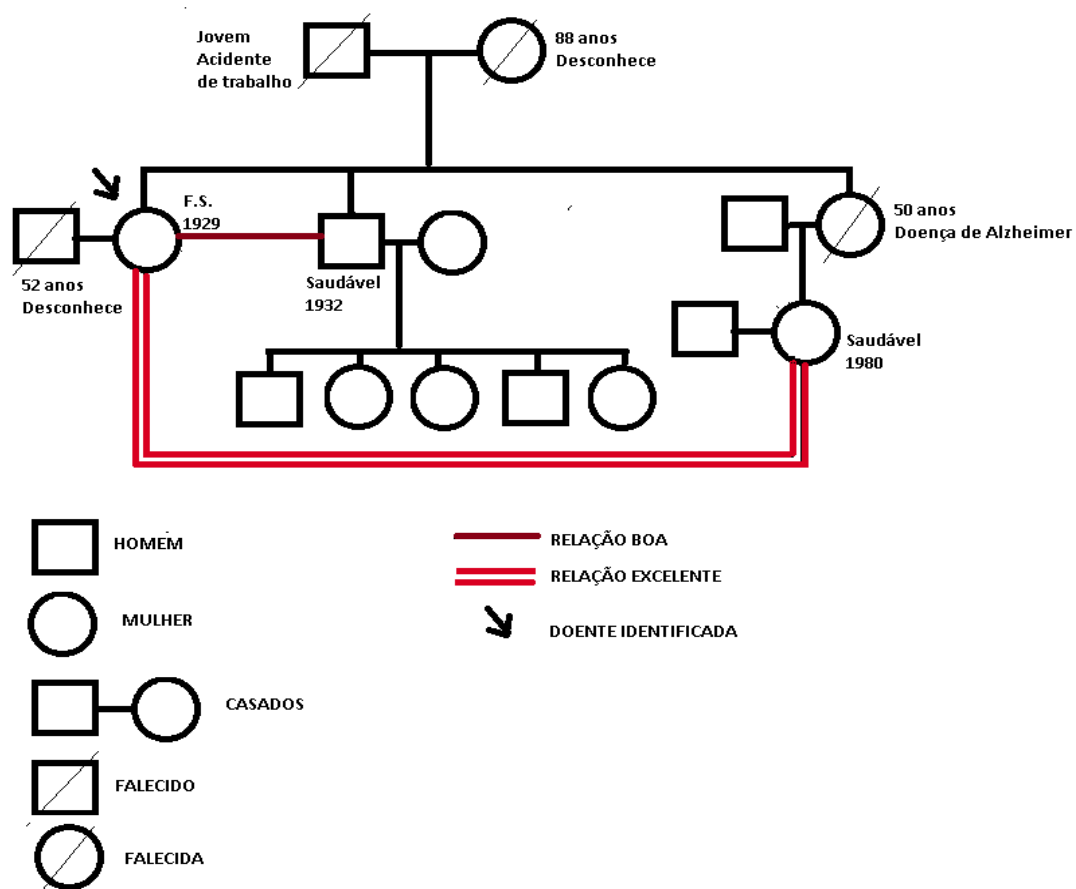 Jovem
Acidente
de trabalho
88 anos
Desconhece
F.S.
1929
50 anos
Doença de Alzheimer
52 anos
Desconhece
Saudável
1932
Saudável
1980
HOMEM
RELAÇÃO BOA
RELAÇÃO EXCELENTE
MULHER
DOENTE IDENTIFICADA
CASADOS
FALECIDO
FALECIDA